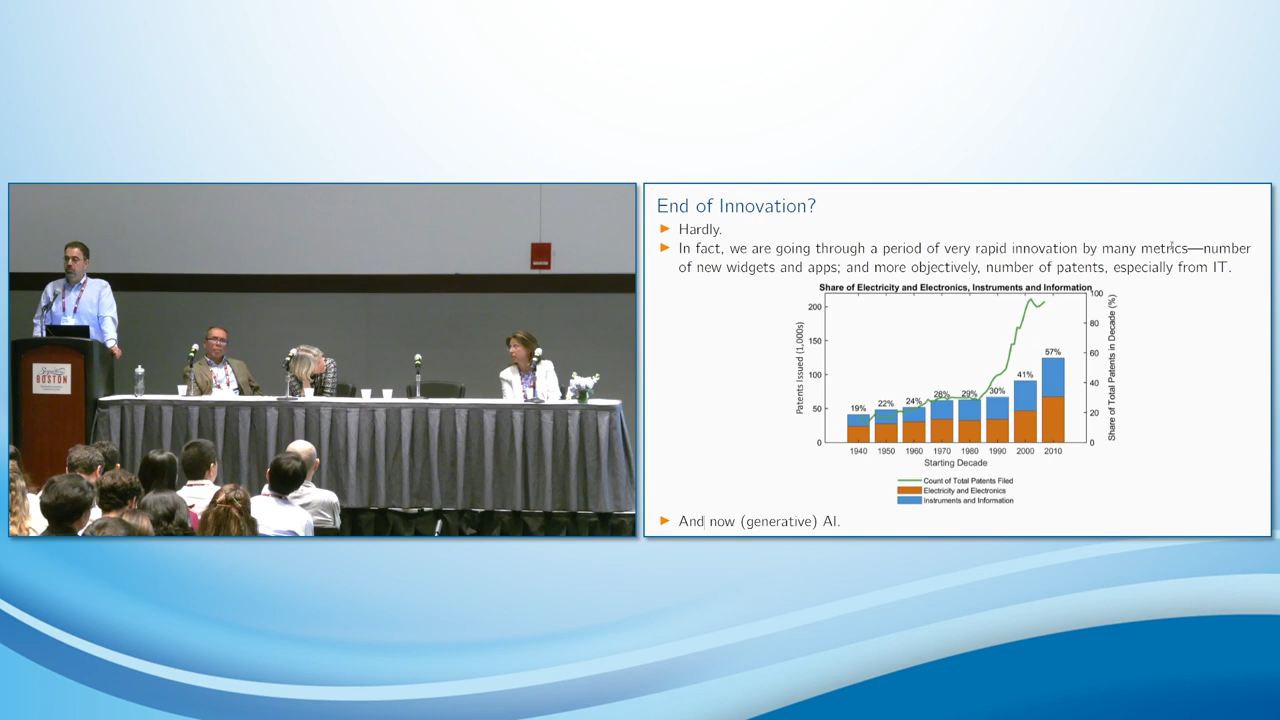 BOSTON
End of Innovation?
Hardly.
In fact, we are going through a period of very rapid innovation by many metrics—number
of new widgets and apps; and more objectively, number of patents, especially from IT.
Share of Electricity and Electronics, Instruments and Information
Patents Issued (1,000s)
200
150
100
50
0
19%
22%
24%
28%
29%
30%
41%
57%
100
80
60
40
20
0
Share of Total Patents in Decade (%)
1940 1950 1960 1970 1980 1990 2000 2010
Starting Decade
Count of Total Patents Filed
Electricity and Electronics
Instruments and Information
And now (generative) AI.